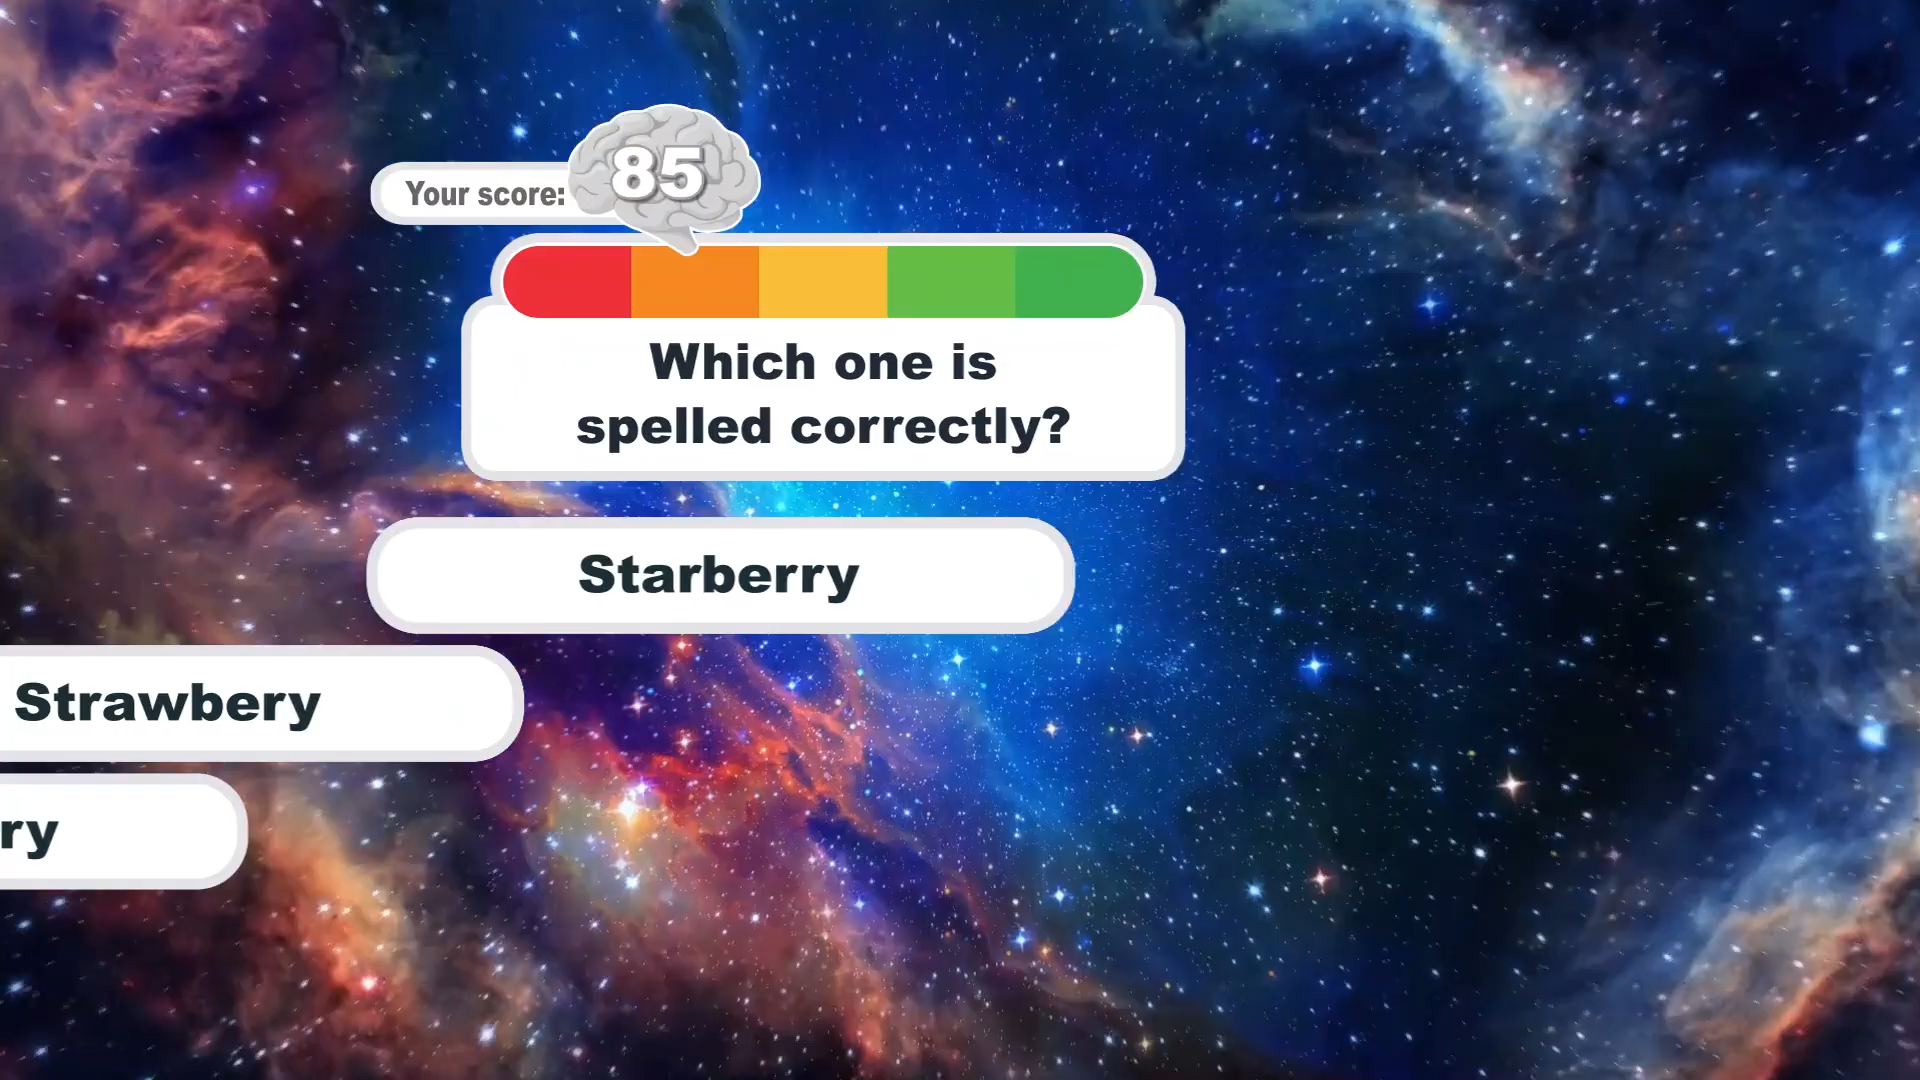 85
Your score:
Which one is
spelled correctly?
Starberry
Strawbery
ry